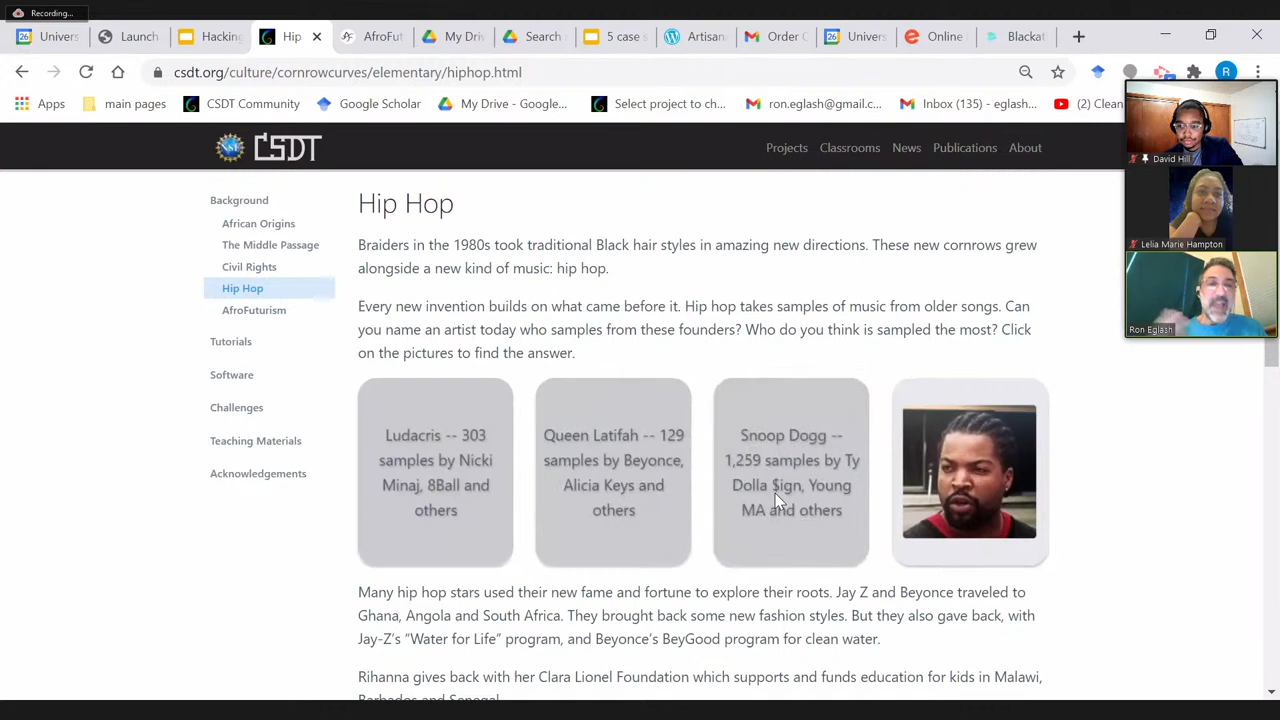 Recording...
Univers
Launch
Hackin
Hip
AfroFut
My Driv
Search
5 case s
Artisana
Order C
Univers
Online
Blackat
csdt.org/culture/cornrowcurves/elementary/hiphop.html
R
Apps
main pages
CSDT Community
Google Scholar
My Drive - Google...
Select project to ch...
ron.eglash@gmail.c...
Inbox (135) - eglash...
(2) Clean
CSDT
Projects
Classrooms
News
Publications
About
David Hill
Lelia Marie Hampton
Ron Eglash
Background
African Origins
The Middle Passage
Civil Rights
Hip Hop
AfroFuturism
Tutorials
Software
Challenges
Teaching Materials
Acknowledgements
Hip Hop
Braiders in the 1980s took traditional Black hair styles in amazing new directions. These new cornrows grew
alongside a new kind of music: hip hop.
Every new invention builds on what came before it. Hip hop takes samples of music from older songs. Can
you name an artist today who samples from these founders? Who do you think is sampled the most? Click
on the pictures to find the answer.
Ludacris -- 303
samples by Nicki
Minaj, 8Ball and
others
Queen Latifah -- 129
samples by Beyonce,
Alicia Keys and
others
Snoop Dogg --
1,259 samples by Ty
Dolla $ign, Young
MA and others
Many hip hop stars used their new fame and fortune to explore their roots. Jay Z and Beyonce traveled to
Ghana, Angola and South Africa. They brought back some new fashion styles. But they also gave back, with
Jay-Z's "Water for Life" program, and Beyonce's BeyGood program for clean water.
Rihanna gives back with her Clara Lionel Foundation which supports and funds education for kids in Malawi,
Barbados and Senegal.